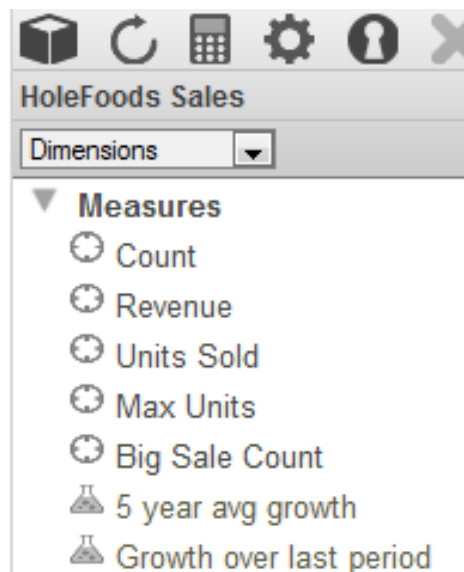 HoleFoods Sales
Dimensions
Measures
Count
Revenue
Units Sold
Max Units
Big Sale Count
5 year avg growth
Growth over last period